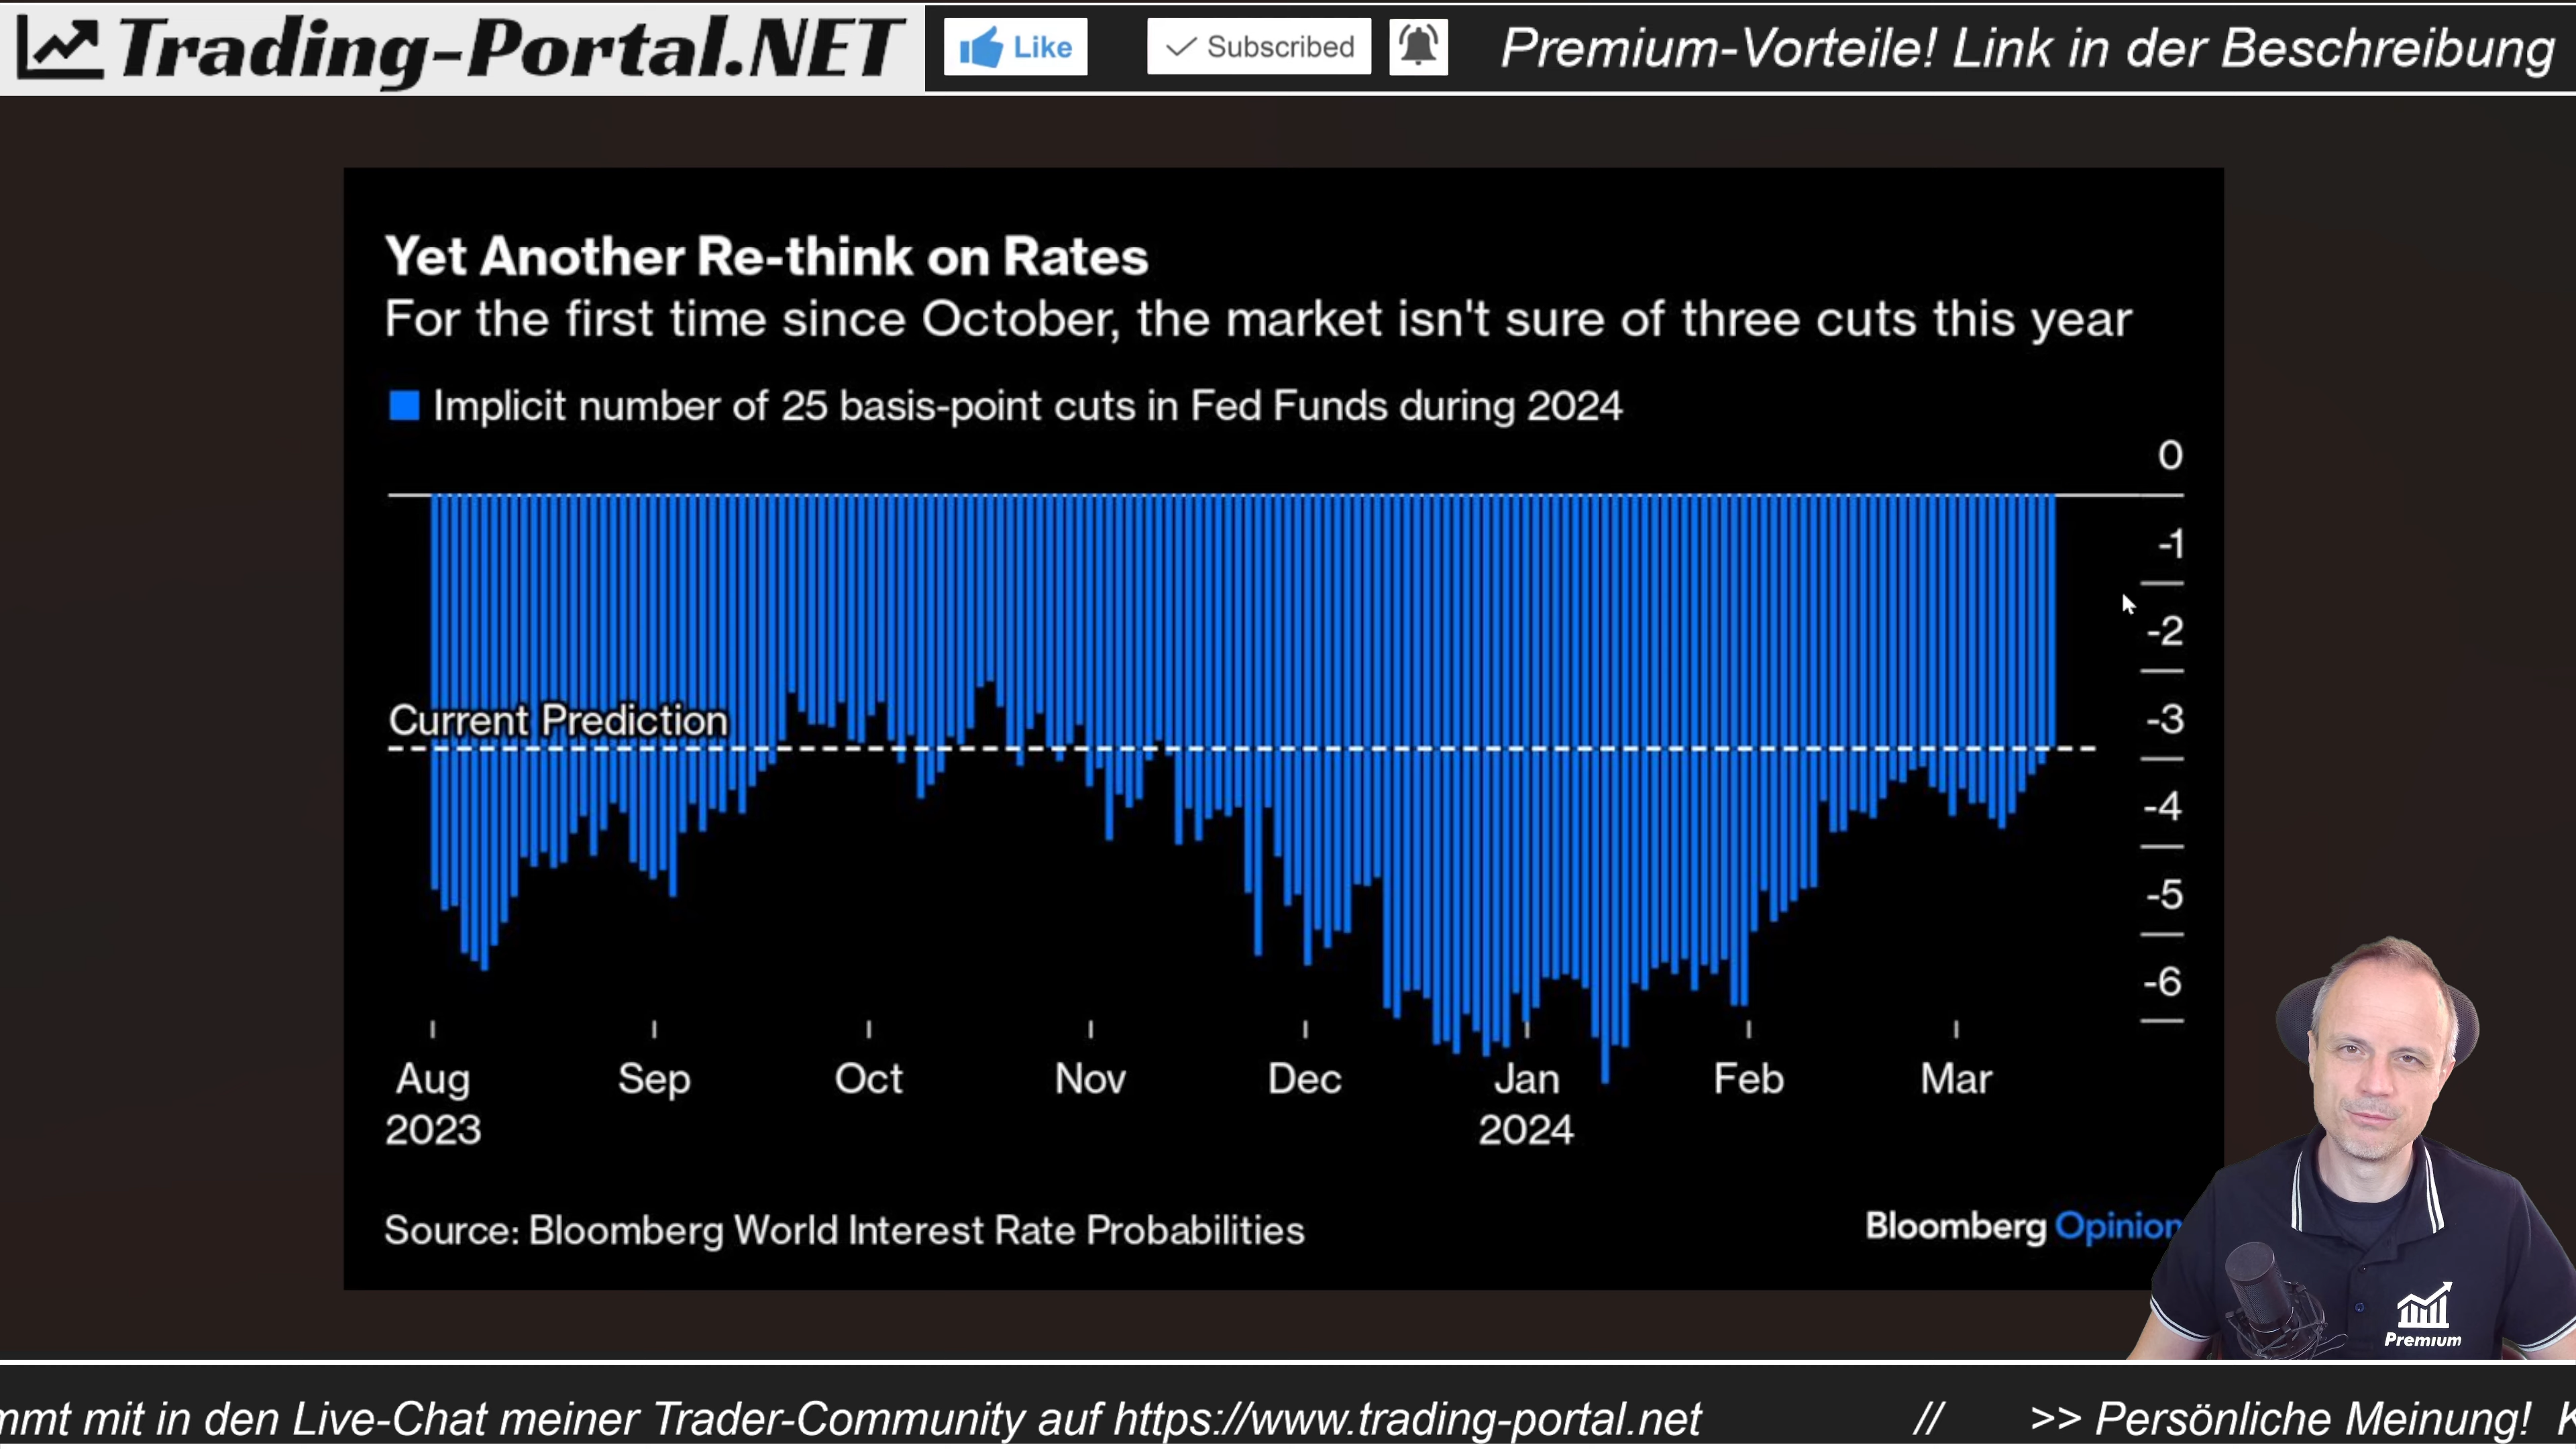 Trading-Portal.NET
Like
Subscribed
Premium-Vorteile! Link in der Beschreibung
Yet Another Re-think on Rates
For the first time since October, the market isn't sure of three cuts this year
Implicit number of 25 basis-point cuts in Fed Funds during 2024
0
-1
-2
Current Prediction
-3
-4
-5
-6
Aug Sep Oct Nov Dec Jan Feb Mar
2023 2024
Source: Bloomberg World Interest Rate Probabilities
Bloomberg Opinion
Premium
mmt mit in den Live-Chat meiner Trader-Community auf https://www.trading-portal.net // >> Persönliche Meinung! K